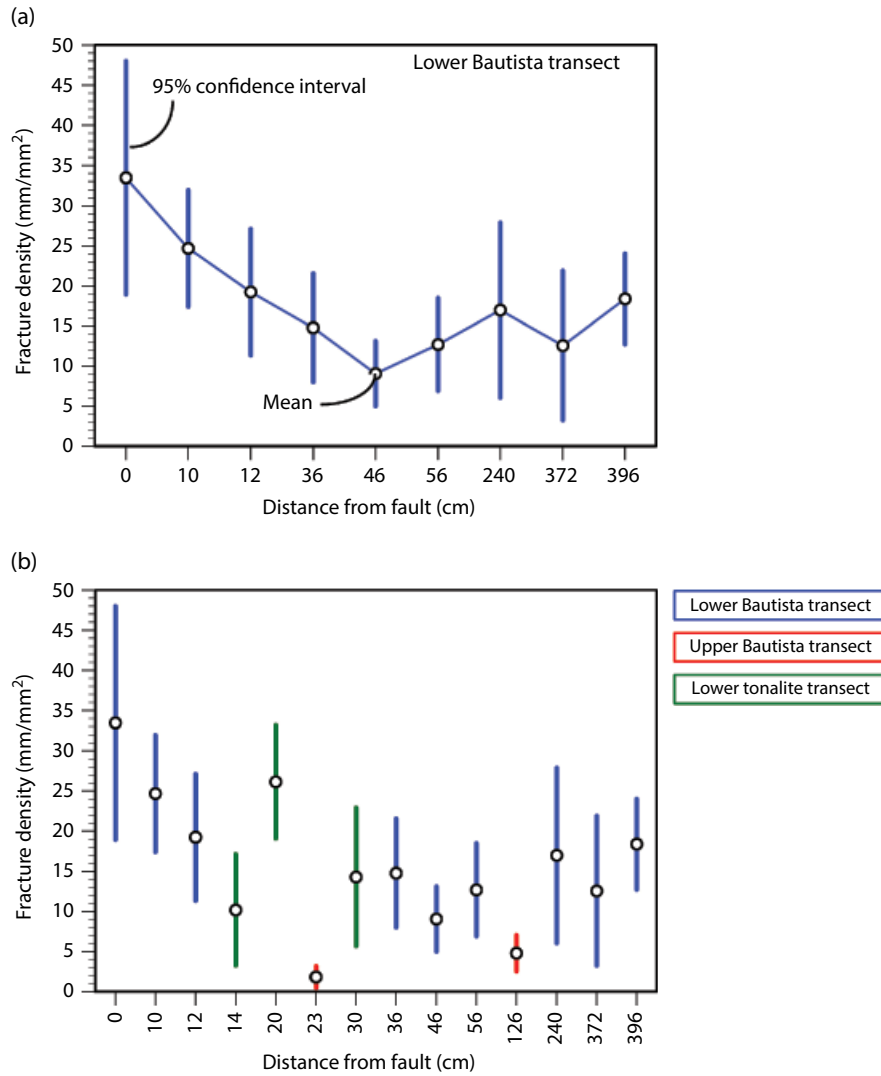 (a)
50
Lower Bautista transect
45
95% confidence interval
40
35
30
25
20
15
10
Mean
5
0
Fracture density (mm/mm²)
0 10 12 36 46 56 240 372 396
Distance from fault (cm)
(b)
50
45
40
35
30
25
20
15
10
5
0
Fracture density (mm/mm²)
0 10 12 14 20 23 30 36 46 56 126 240 372 396
Distance from fault (cm)
Lower Bautista transect
Upper Bautista transect
Lower tonalite transect